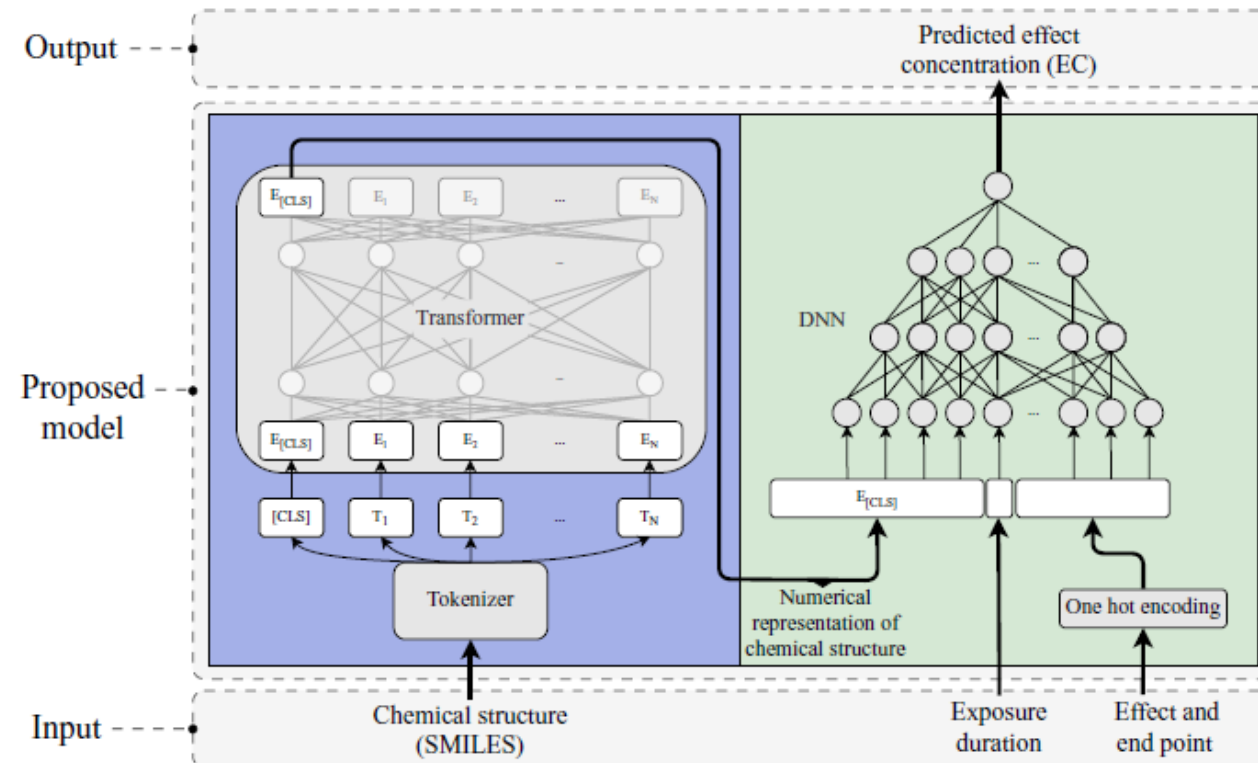 Output
Predicted effect
concentration (EC)
Proposed
model
E[CLS] E1 E2 ... EN
Transformer
E[CLS] E1 E2 ... EN
[CLS] T1 T2 ... TN
Tokenizer
DNN
...
...
...
E[CLS]
Numerical
representation of
chemical structure
One hot encoding
Input
Chemical structure
(SMILES)
Exposure
duration
Effect and
end point